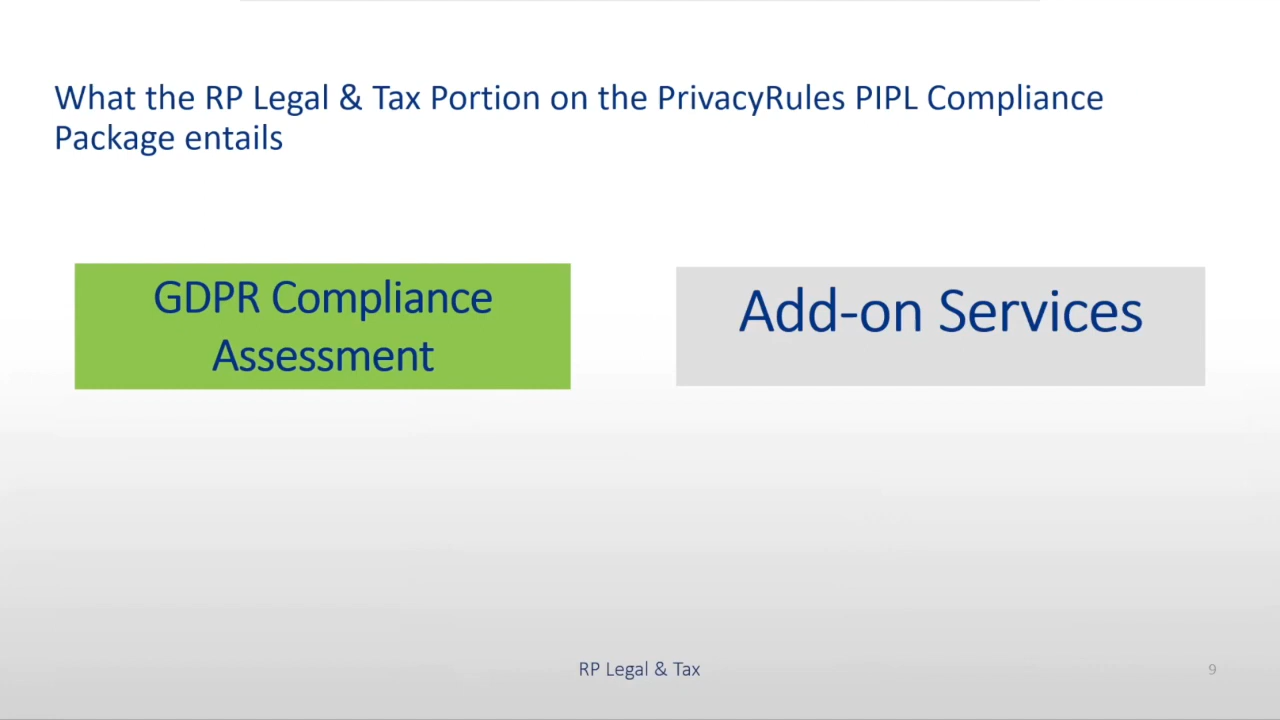 What the RP Legal & Tax Portion on the PrivacyRules PIPL Compliance
Package entails
GDPR Compliance
Assessment
Add-on Services
RP Legal & Tax
9